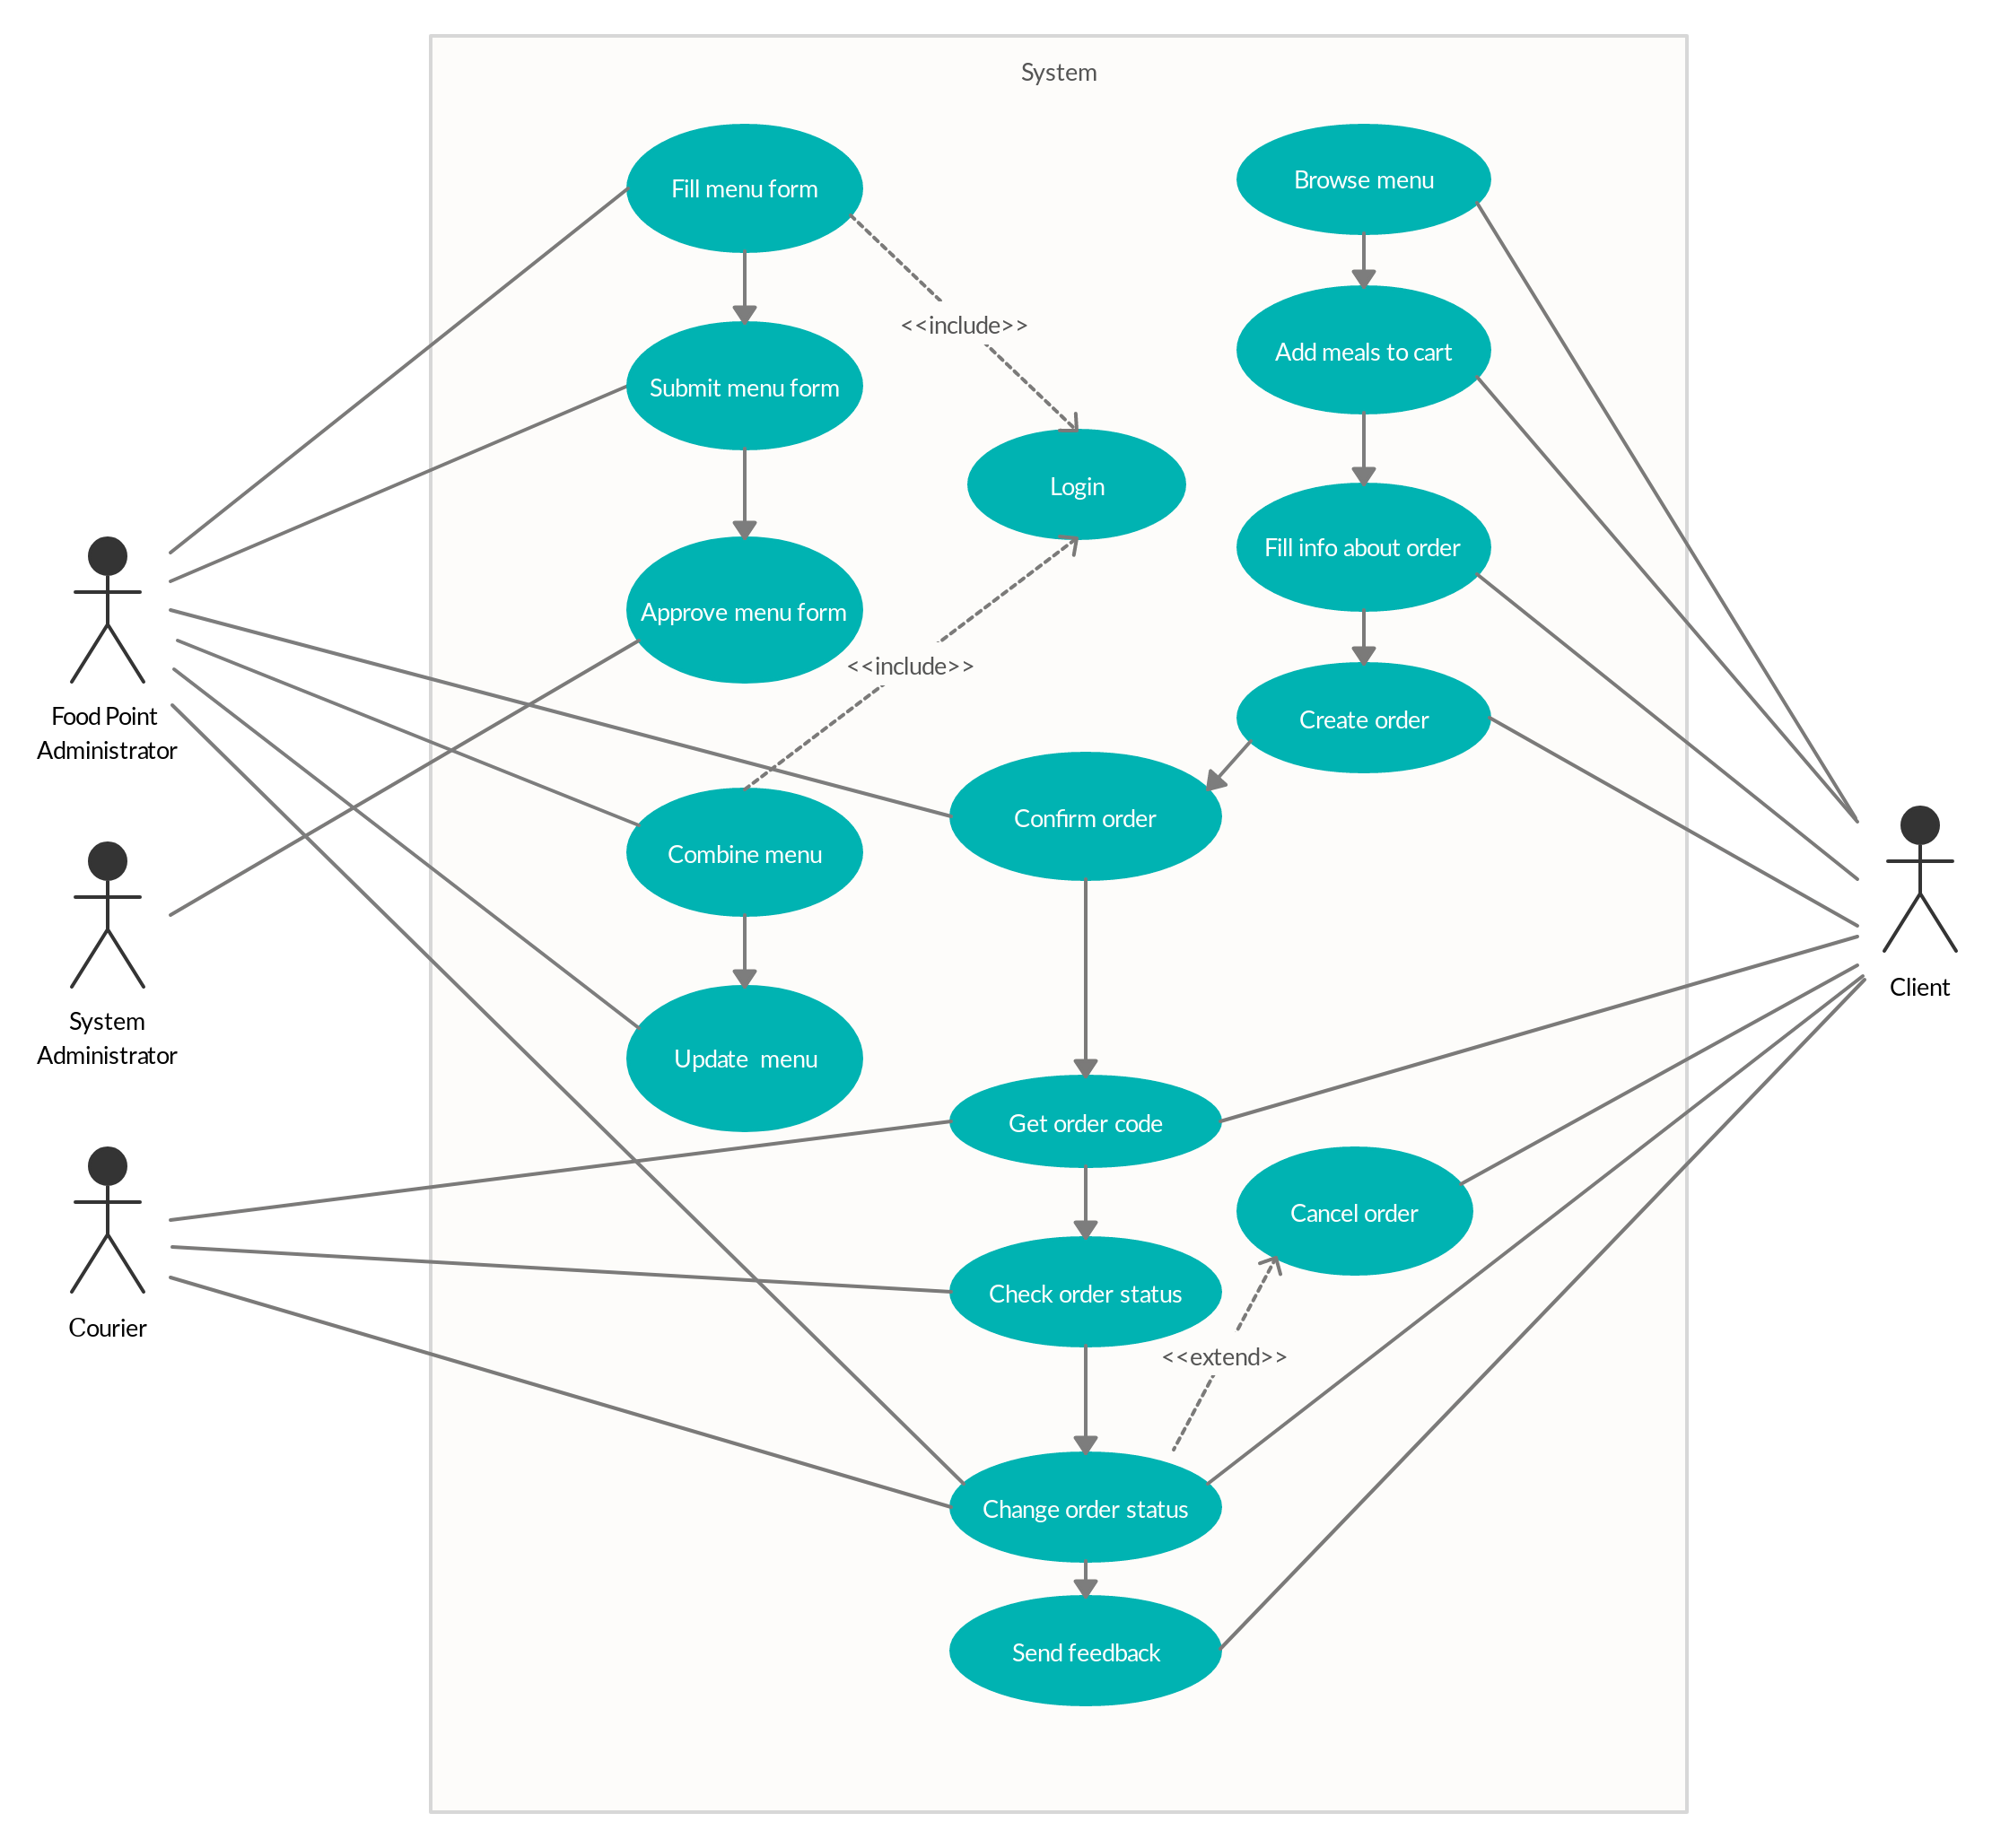 System
Fill menu form
Browse menu
<<include>>
Add meals to cart
Submit menu form
Login
Fill info about order
Approve menu form
<<include>>
Create order
Food Point
Administrator
Confirm order
Combine menu
Client
System
Administrator
Update  menu
Get order code
Cancel order
Check order status
Courier
<<extend>>
Change order status
Send feedback